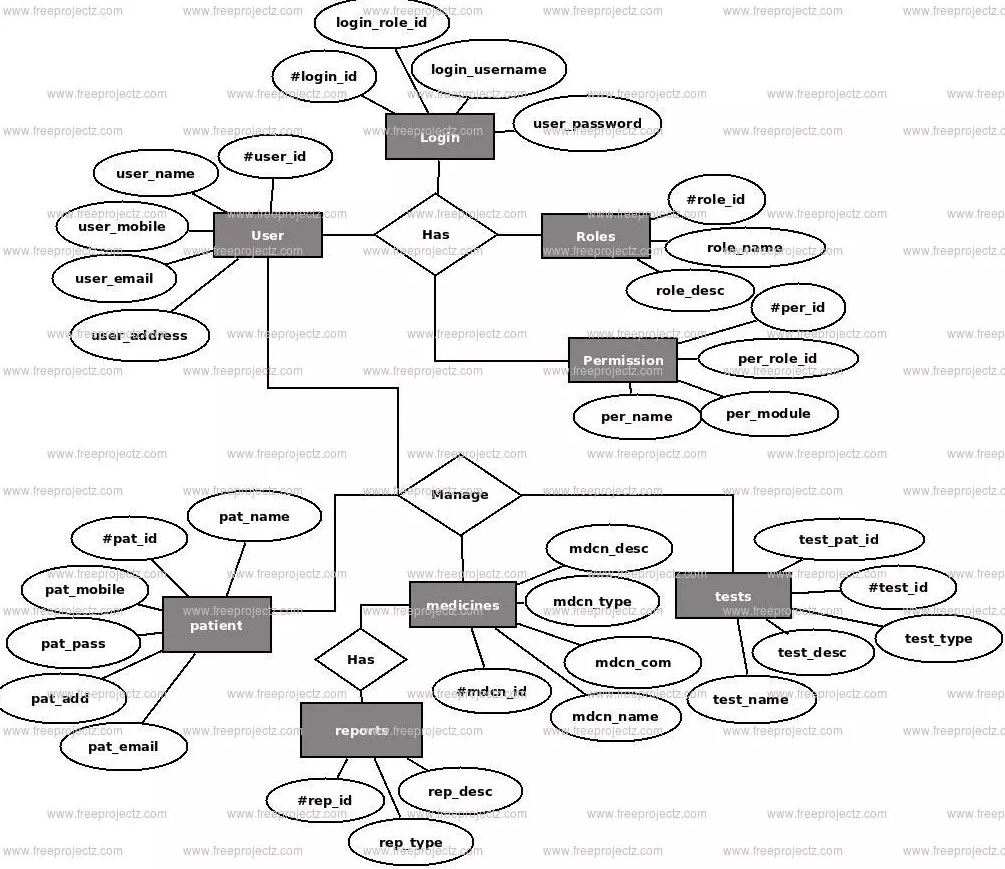 login_role_id
#login_id
login_username
user_password
Login
user_name
#user_id
user_mobile
user_email
user_address
User
Has
Roles
#role_id
role_name
role_desc
#per_id
Permission
per_role_id
per_name
per_module
Manage
pat_name
#pat_id
pat_mobile
pat_pass
pat_add
pat_email
patient
medicines
mdcn_desc
mdcn_type
mdcn_com
mdcn_name
#mdcn_id
tests
test_pat_id
#test_id
test_type
test_desc
test_name
Has
reports
#rep_id
rep_desc
rep_type
www.freeprojectz.com